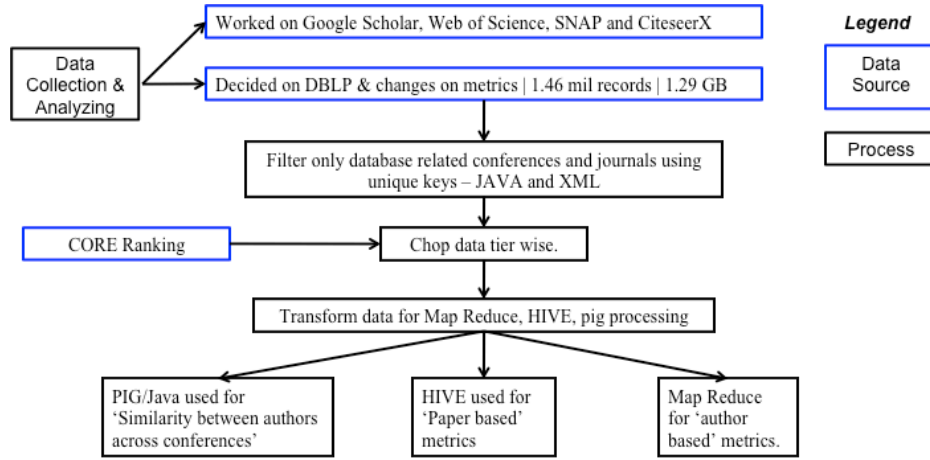 Worked on Google Scholar, Web of Science, SNAP and CiteseerX
Legend
Data
Collection &
Analyzing
Data
Source
Decided on DBLP & changes on metrics | 1.46 mil records | 1.29 GB
Process
Filter only database related conferences and journals using
unique keys – JAVA and XML
CORE Ranking
Chop data tier wise.
Transform data for Map Reduce, HIVE, pig processing
PIG/Java used for
‘Similarity between authors
across conferences’
HIVE used for
‘Paper based’
metrics
Map Reduce
for ‘author
based’ metrics.